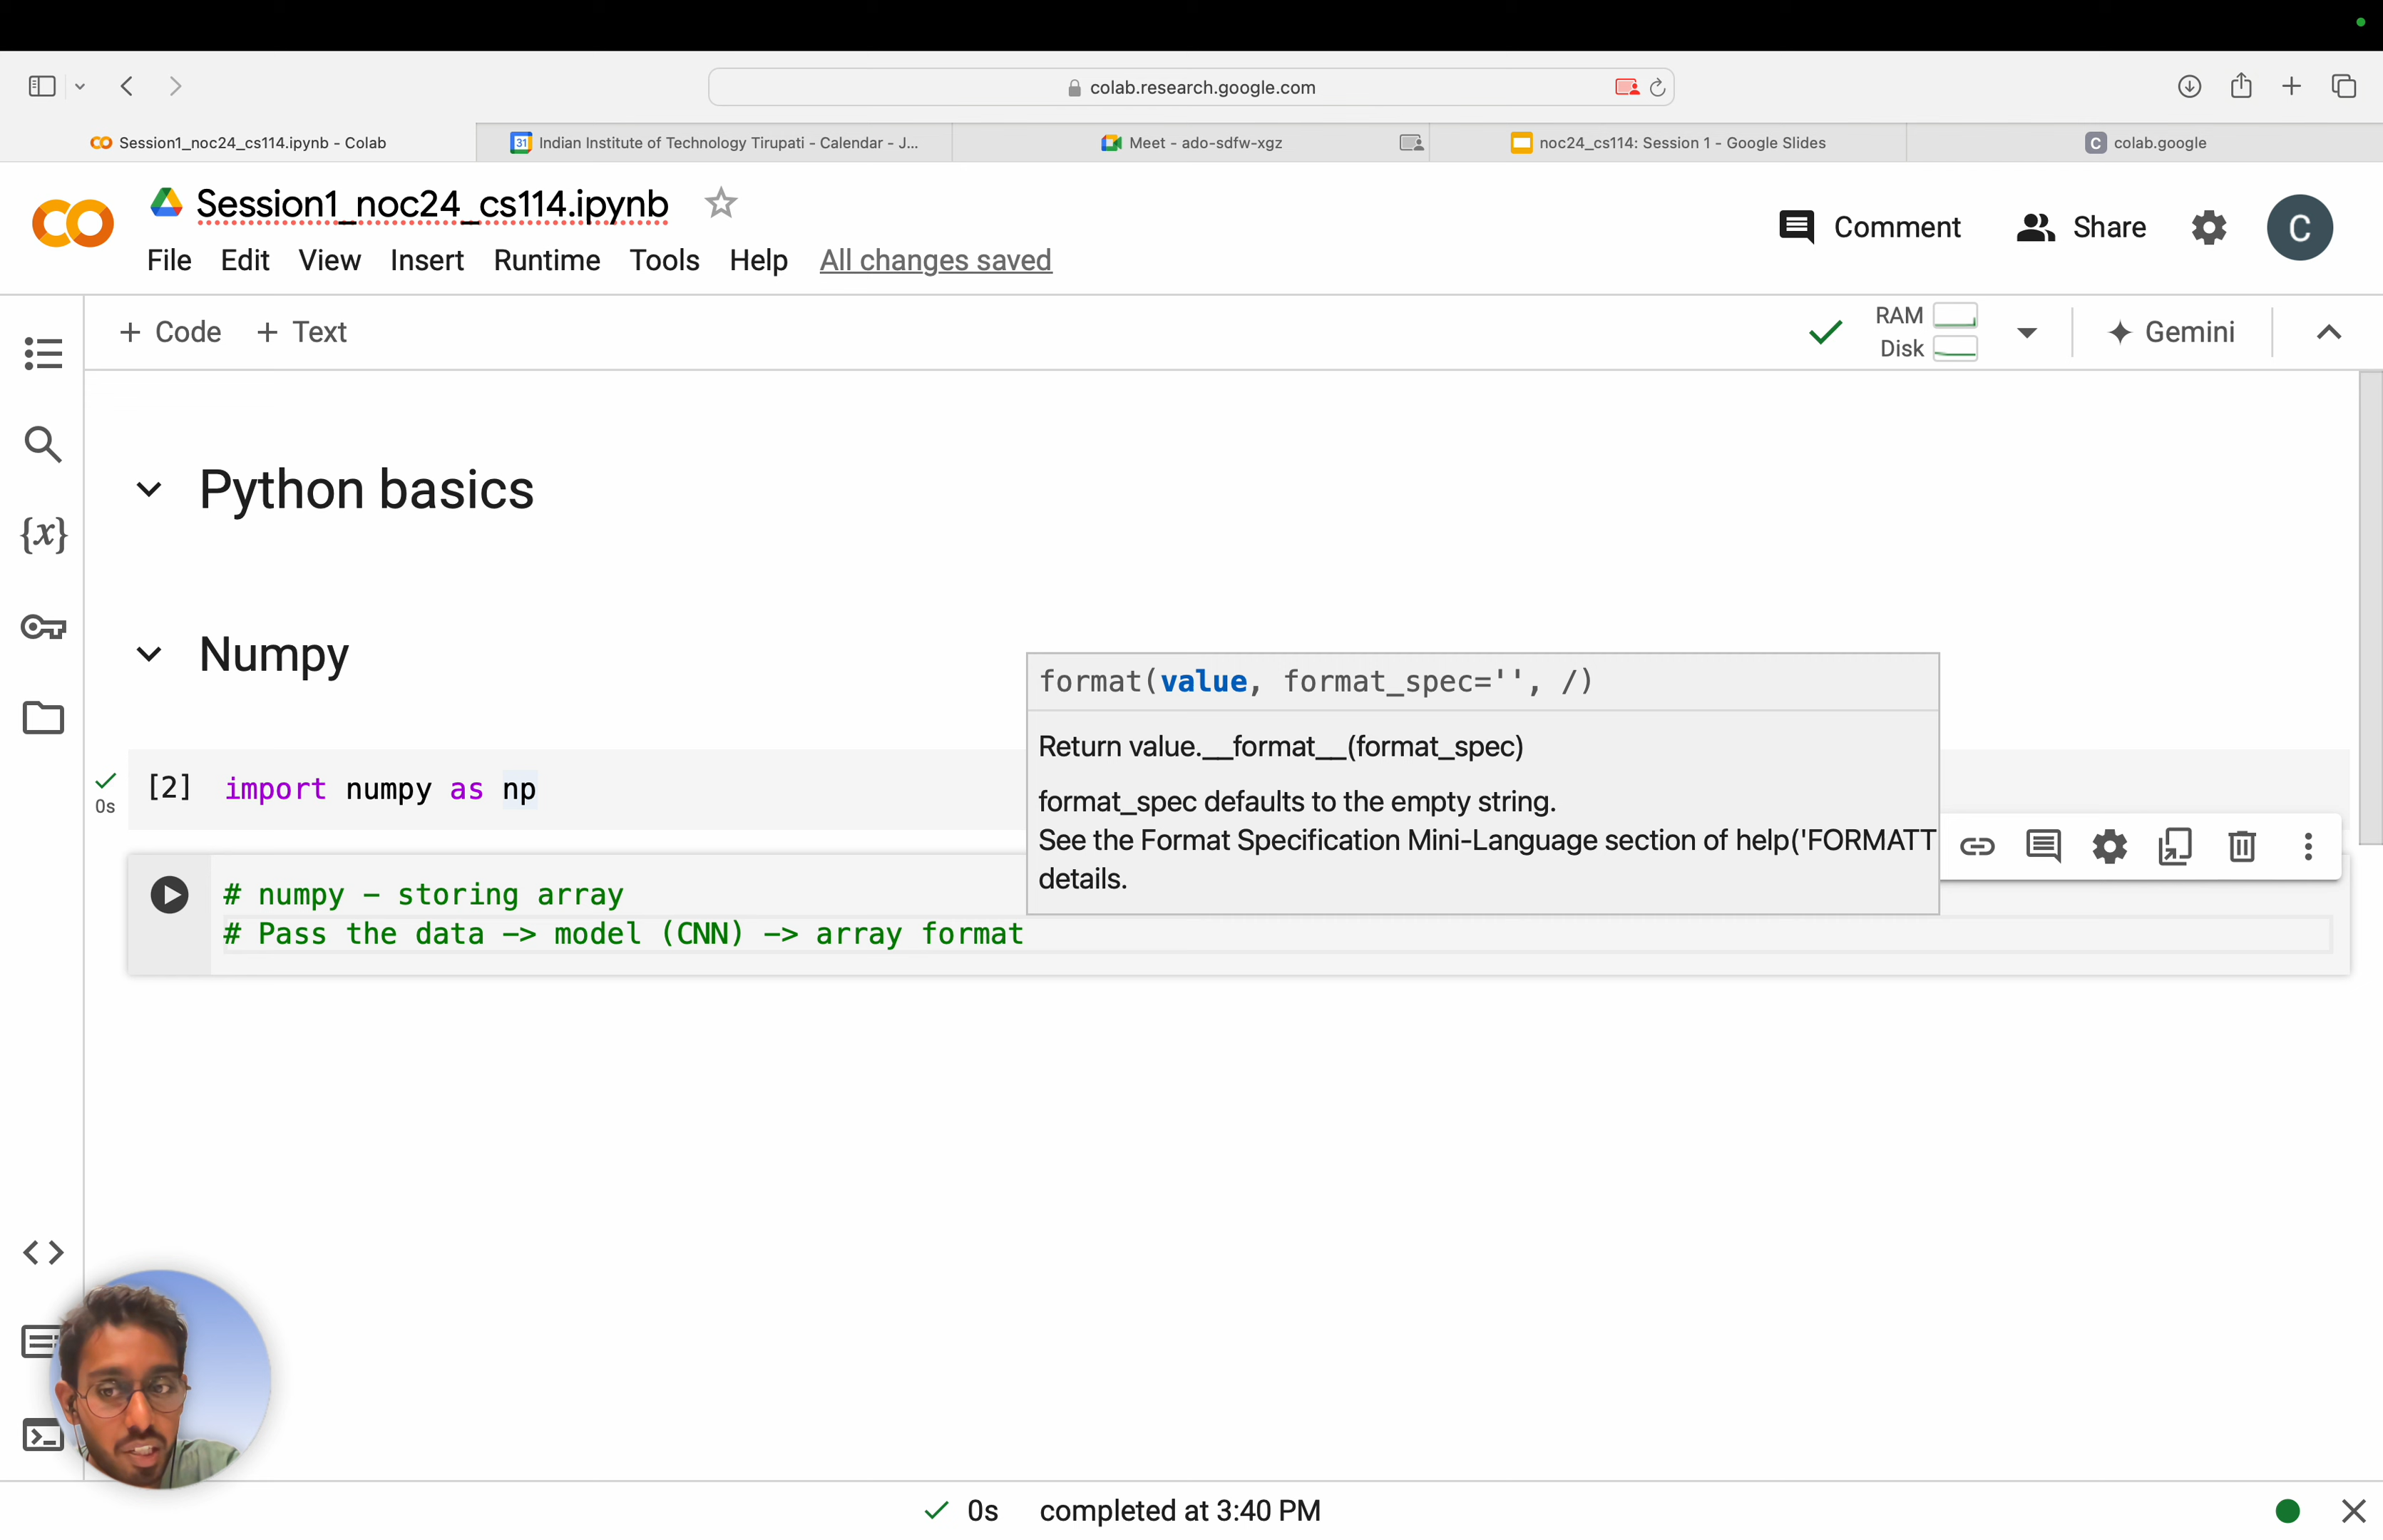 colab.research.google.com
Session1_noc24_cs114.ipynb - Colab
31 Indian Institute of Technology Tirupati - Calendar - J...
Meet - ado-sdfw-xgz
noc24_cs114: Session 1 - Google Slides
C colab.google
Session1_noc24_cs114.ipynb
Comment Share C
File Edit View Insert Runtime Tools Help All changes saved
+ Code + Text
RAM
Disk
Gemini
{x}
Python basics
Numpy
format(value, format_spec='', /)
Return value.__format__(format_spec)
format_spec defaults to the empty string.
See the Format Specification Mini-Language section of help('FORMATT
details.
0s
[2] import numpy as np
# numpy - storing array
# Pass the data -> model (CNN) -> array format
0s completed at 3:40 PM